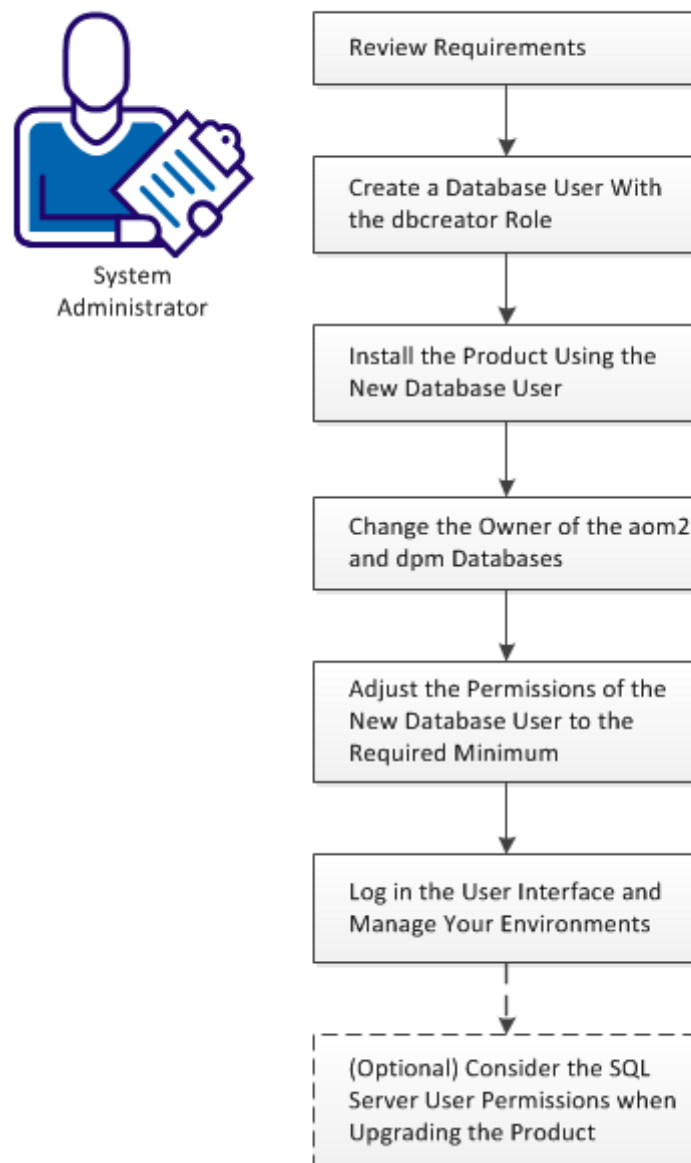 System
Administrator
Review Requirements
Create a Database User With
the dbcreator Role
Install the Product Using the
New Database User
Change the Owner of the aom2
and dpm Databases
Adjust the Permissions of the
New Database User to the
Required Minimum
Log in the User Interface and
Manage Your Environments
(Optional) Consider the SQL
Server User Permissions when
Upgrading the Product